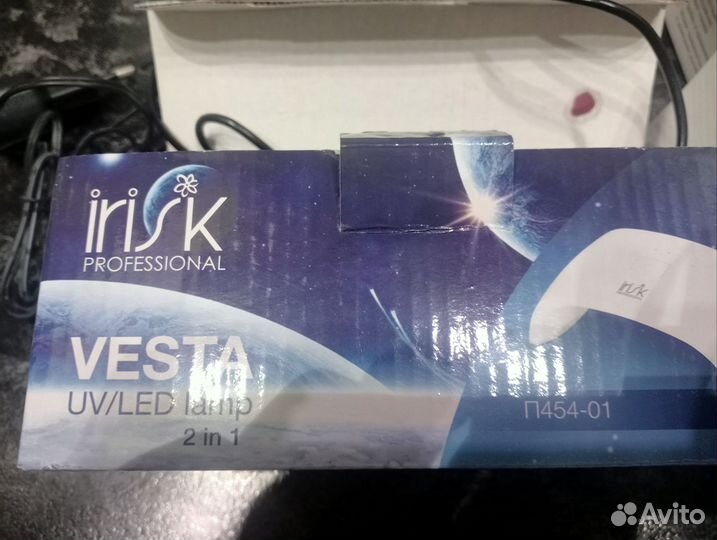 irisk
PROFESSIONAL
VESTA
UV/LED lamp
2 in 1
irisk
П454-01
Avito